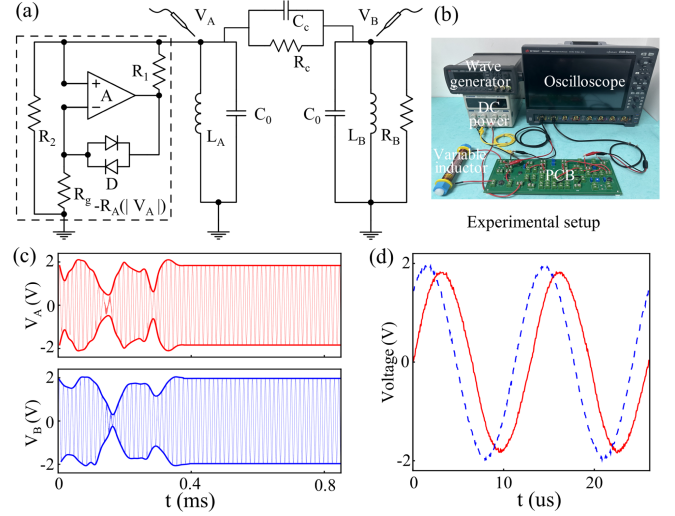 (a)
V_A
C_c
R_c
V_B
R_1
+
A
−
R_2
D
R_g
-R_A(| V_A |)
L_A
C_0
C_0
L_B
R_B
(b)
Wave
generator
Oscilloscope
DC
power
Variable
inductor
PCB
Experimental setup
(c)
V_A (V)
2
0
-2
V_B (V)
2
0
-2
0
0.4
0.8
t (ms)
(d)
Voltage (V)
2
0
-2
0
10
20
t (us)